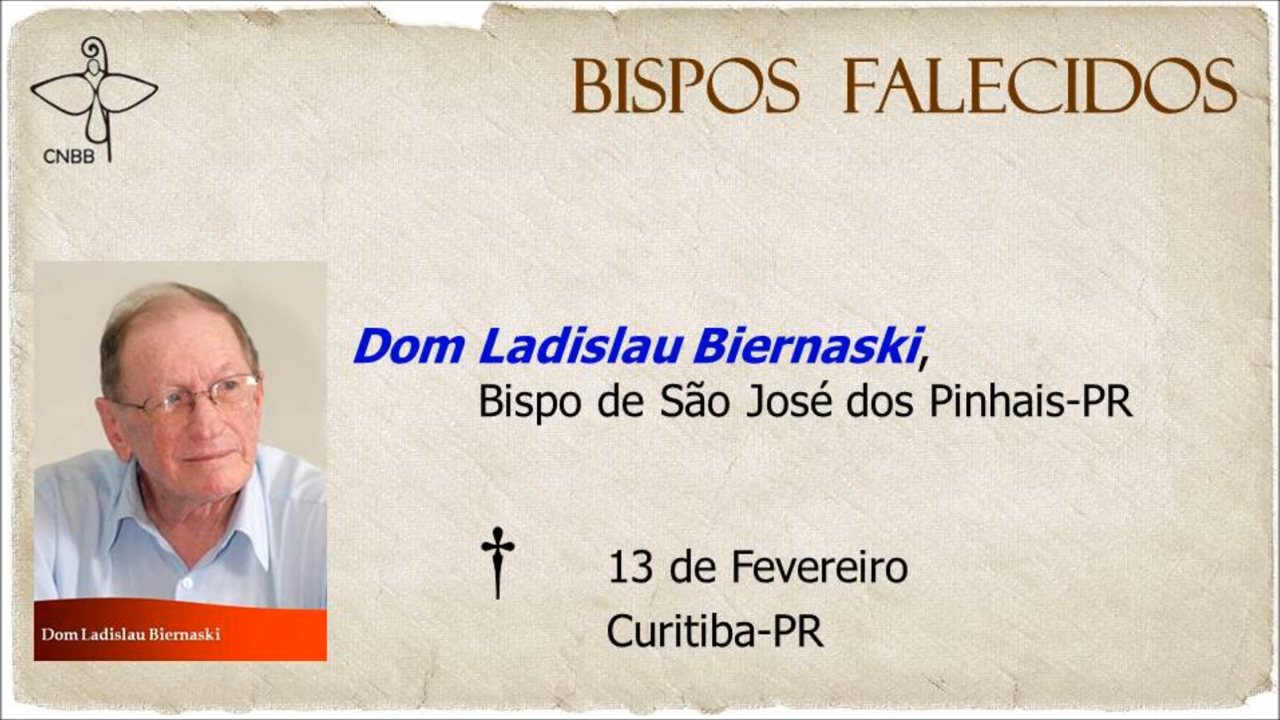 BISPOS FALECIDOS
CNBB
Dom Ladislau Biernaski,
Bispo de São José dos Pinhais-PR
† 13 de Fevereiro
Curitiba-PR
Dom Ladislau Biernaski